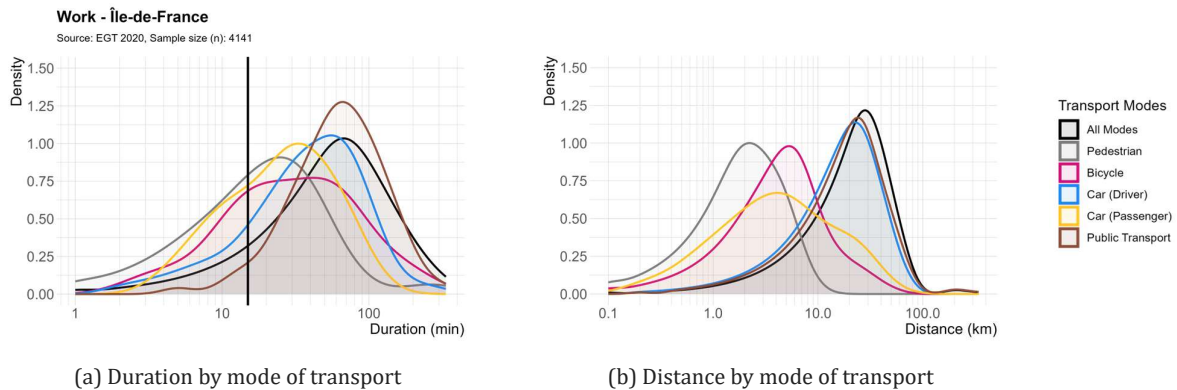 Work - Île-de-France
Source: EGT 2020, Sample size (n): 4141
Density
1.50
1.25
1.00
0.75
0.50
0.25
0.00
1
10
100
Duration (min)
(a) Duration by mode of transport
Density
1.50
1.25
1.00
0.75
0.50
0.25
0.00
0.1
1.0
10.0
100.0
Distance (km)
(b) Distance by mode of transport
Transport Modes
All Modes
Pedestrian
Bicycle
Car (Driver)
Car (Passenger)
Public Transport